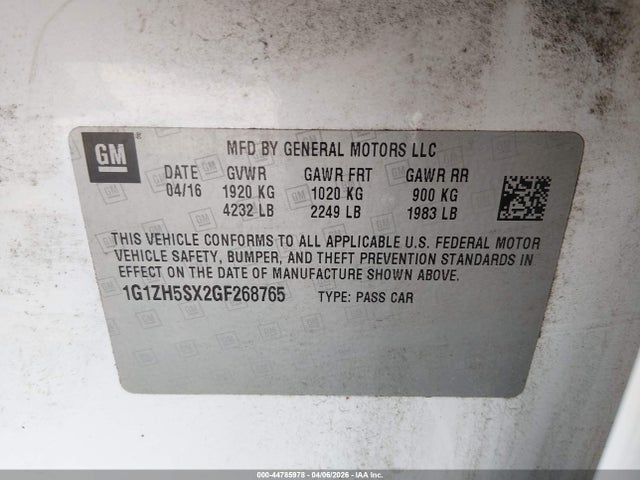 GM
MFD BY GENERAL MOTORS LLC
DATE GVWR GAWR FRT GAWR RR
04/16 1920 KG 1020 KG 900 KG
4232 LB 2249 LB 1983 LB
THIS VEHICLE CONFORMS TO ALL APPLICABLE U.S. FEDERAL MOTOR
VEHICLE SAFETY, BUMPER, AND THEFT PREVENTION STANDARDS IN
EFFECT ON THE DATE OF MANUFACTURE SHOWN ABOVE.
1G1ZH5SX2GF268765 TYPE: PASS CAR
000-44785978 - 04/06/2026 - IAA Inc.